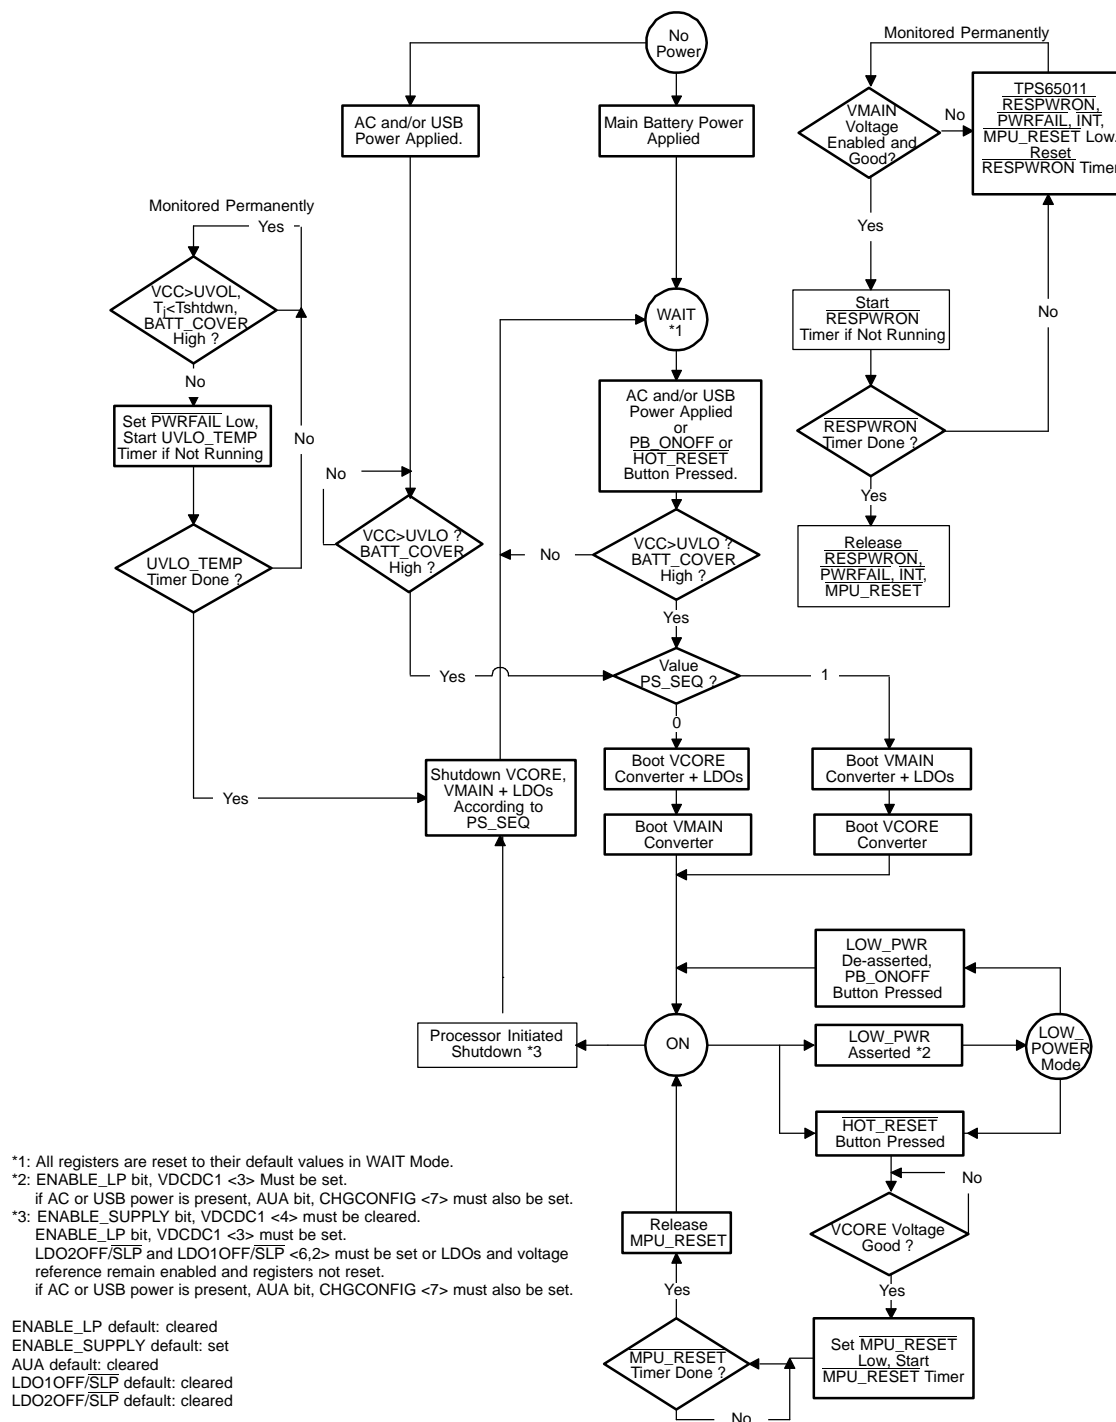 No
Power
Monitored Permanently
AC and/or USB
Power Applied.
Main Battery Power
Applied
VMAIN
Voltage
Enabled and
Good?
No
TPS65011
RESPWRON,
PWRFAIL, INT,
MPU_RESET Low.
Reset
RESPWRON Timer
Monitored Permanently
Yes
Yes
VCC>UVOL,
Tj<Tshtdwn,
BATT_COVER
High ?
WAIT
*1
Start
RESPWRON
Timer if Not Running
No
No
AC and/or USB
Power Applied
or
PB_ONOFF or
HOT_RESET
Button Pressed.
Set PWRFAIL Low,
Start UVLO_TEMP
Timer if Not Running
No
RESPWRON
Timer Done ?
No
Yes
VCC>UVLO ?
BATT_COVER
High ?
No
VCC>UVLO ?
BATT_COVER
High ?
Release
RESPWRON,
PWRFAIL, INT,
MPU_RESET
UVLO_TEMP
Timer Done ?
Yes
Yes
Value
PS_SEQ ?
1
0
Boot VCORE
Converter + LDOs
Boot VMAIN
Converter + LDOs
Yes
Shutdown VCORE,
VMAIN + LDOs
According to
PS_SEQ
Boot VMAIN
Converter
Boot VCORE
Converter
LOW_PWR
De-asserted,
PB_ONOFF
Button Pressed
Processor Initiated
Shutdown *3
ON
LOW_PWR
Asserted *2
LOW_
POWER
Mode
HOT_RESET
Button Pressed
*1: All registers are reset to their default values in WAIT Mode.
*2: ENABLE_LP bit, VDCDC1 <3> Must be set.
if AC or USB power is present, AUA bit, CHGCONFIG <7> must also be set.
*3: ENABLE_SUPPLY bit, VDCDC1 <4> must be cleared.
ENABLE_LP bit, VDCDC1 <3> must be set.
LDO2OFF/SLP and LDO1OFF/SLP <6,2> must be set or LDOs and voltage
reference remain enabled and registers not reset.
if AC or USB power is present, AUA bit, CHGCONFIG <7> must also be set.
No
Release
MPU_RESET
VCORE Voltage
Good ?
Yes
Yes
ENABLE_LP default: cleared
ENABLE_SUPPLY default: set
AUA default: cleared
LDO1OFF/SLP default: cleared
LDO2OFF/SLP default: cleared
MPU_RESET
Timer Done ?
Set MPU_RESET
Low, Start
MPU_RESET Timer
No